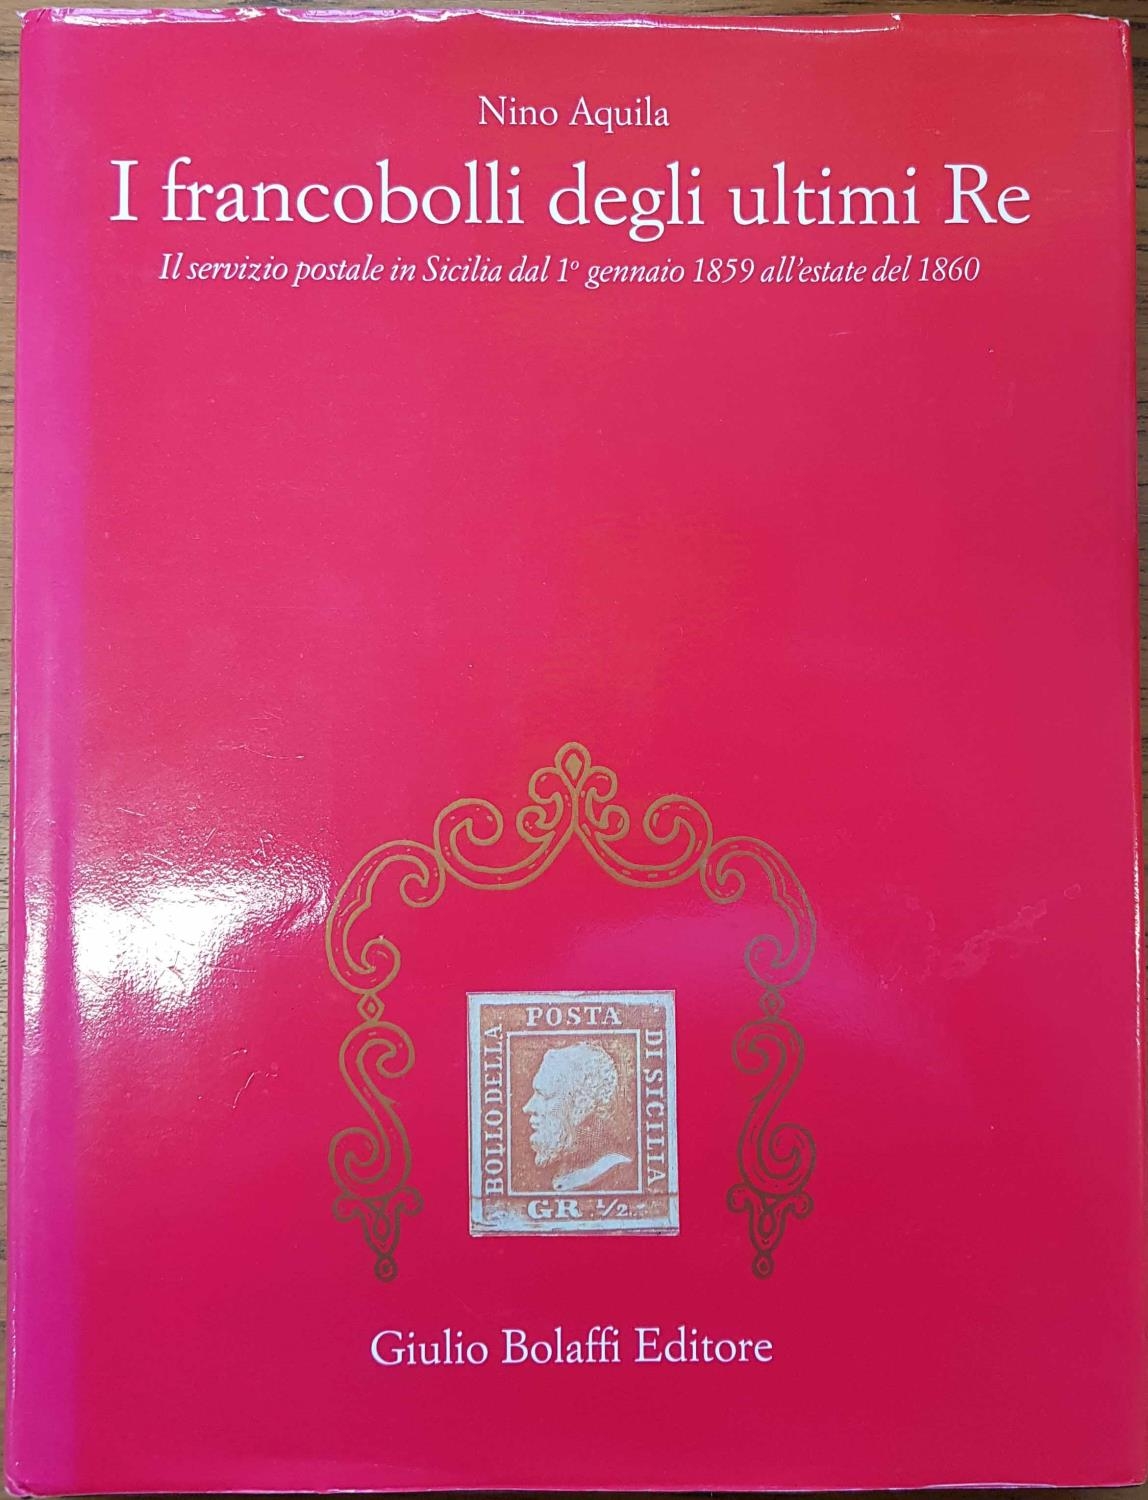 Nino Aquila
I francobolli degli ultimi Re
Il servizio postale in Sicilia dal 1º gennaio 1859 all'estate del 1860
POSTA
BOLLO DELLA
DI SICILIA
GR. ½.
Giulio Bolaffi Editore